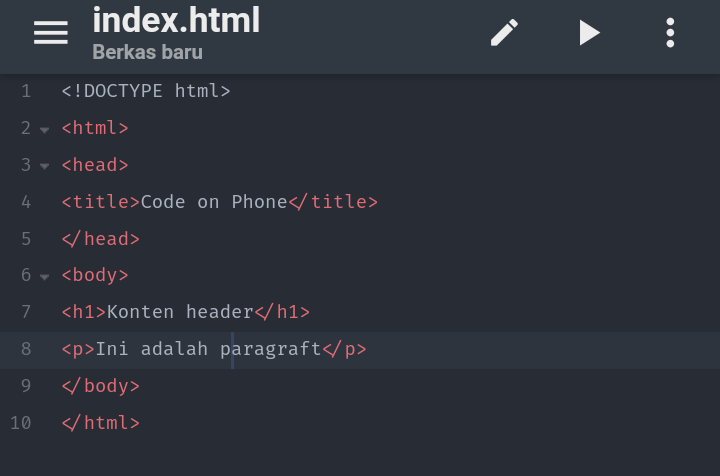 index.html
Berkas baru
1 <!DOCTYPE html>
2 <html>
3 <head>
4 <title>Code on Phone</title>
5 </head>
6 <body>
7 <h1>Konten header</h1>
8 <p>Ini adalah paragraft</p>
9 </body>
10 </html>